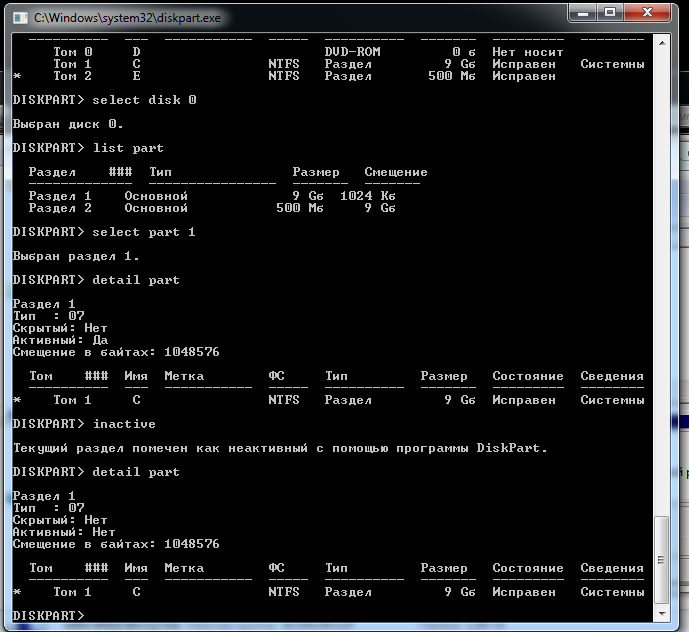 C:\Windows\system32\diskpart.exe
---------- --- ----------- ----- ---------- ------- --------- --------
Том 0 D DVD-ROM 0 б Нет носит
Том 1 C NTFS Раздел 9 Gб Исправен Системны
* Том 2 E NTFS Раздел 500 Mб Исправен
DISKPART> select disk 0
Выбран диск 0.
DISKPART> list part
Раздел ### Тип Размер Смещение
------------- ---------------- ------- -------
Раздел 1 Основной 9 Gб 1024 Kб
Раздел 2 Основной 500 Mб 9 Gб
DISKPART> select part 1
Выбран раздел 1.
DISKPART> detail part
Раздел 1
Тип : 07
Скрытый: Нет
Активный: Да
Смещение в байтах: 1048576
Том ### Имя Метка ФС Тип Размер Состояние Сведения
---------- --- ----------- ----- ---------- ------- --------- --------
* Том 1 C NTFS Раздел 9 Gб Исправен Системны
DISKPART> inactive
Текущий раздел помечен как неактивный с помощью программы DiskPart.
DISKPART> detail part
Раздел 1
Тип : 07
Скрытый: Нет
Активный: Нет
Смещение в байтах: 1048576
Том ### Имя Метка ФС Тип Размер Состояние Сведения
---------- --- ----------- ----- ---------- ------- --------- --------
* Том 1 C NTFS Раздел 9 Gб Исправен Системны
DISKPART>